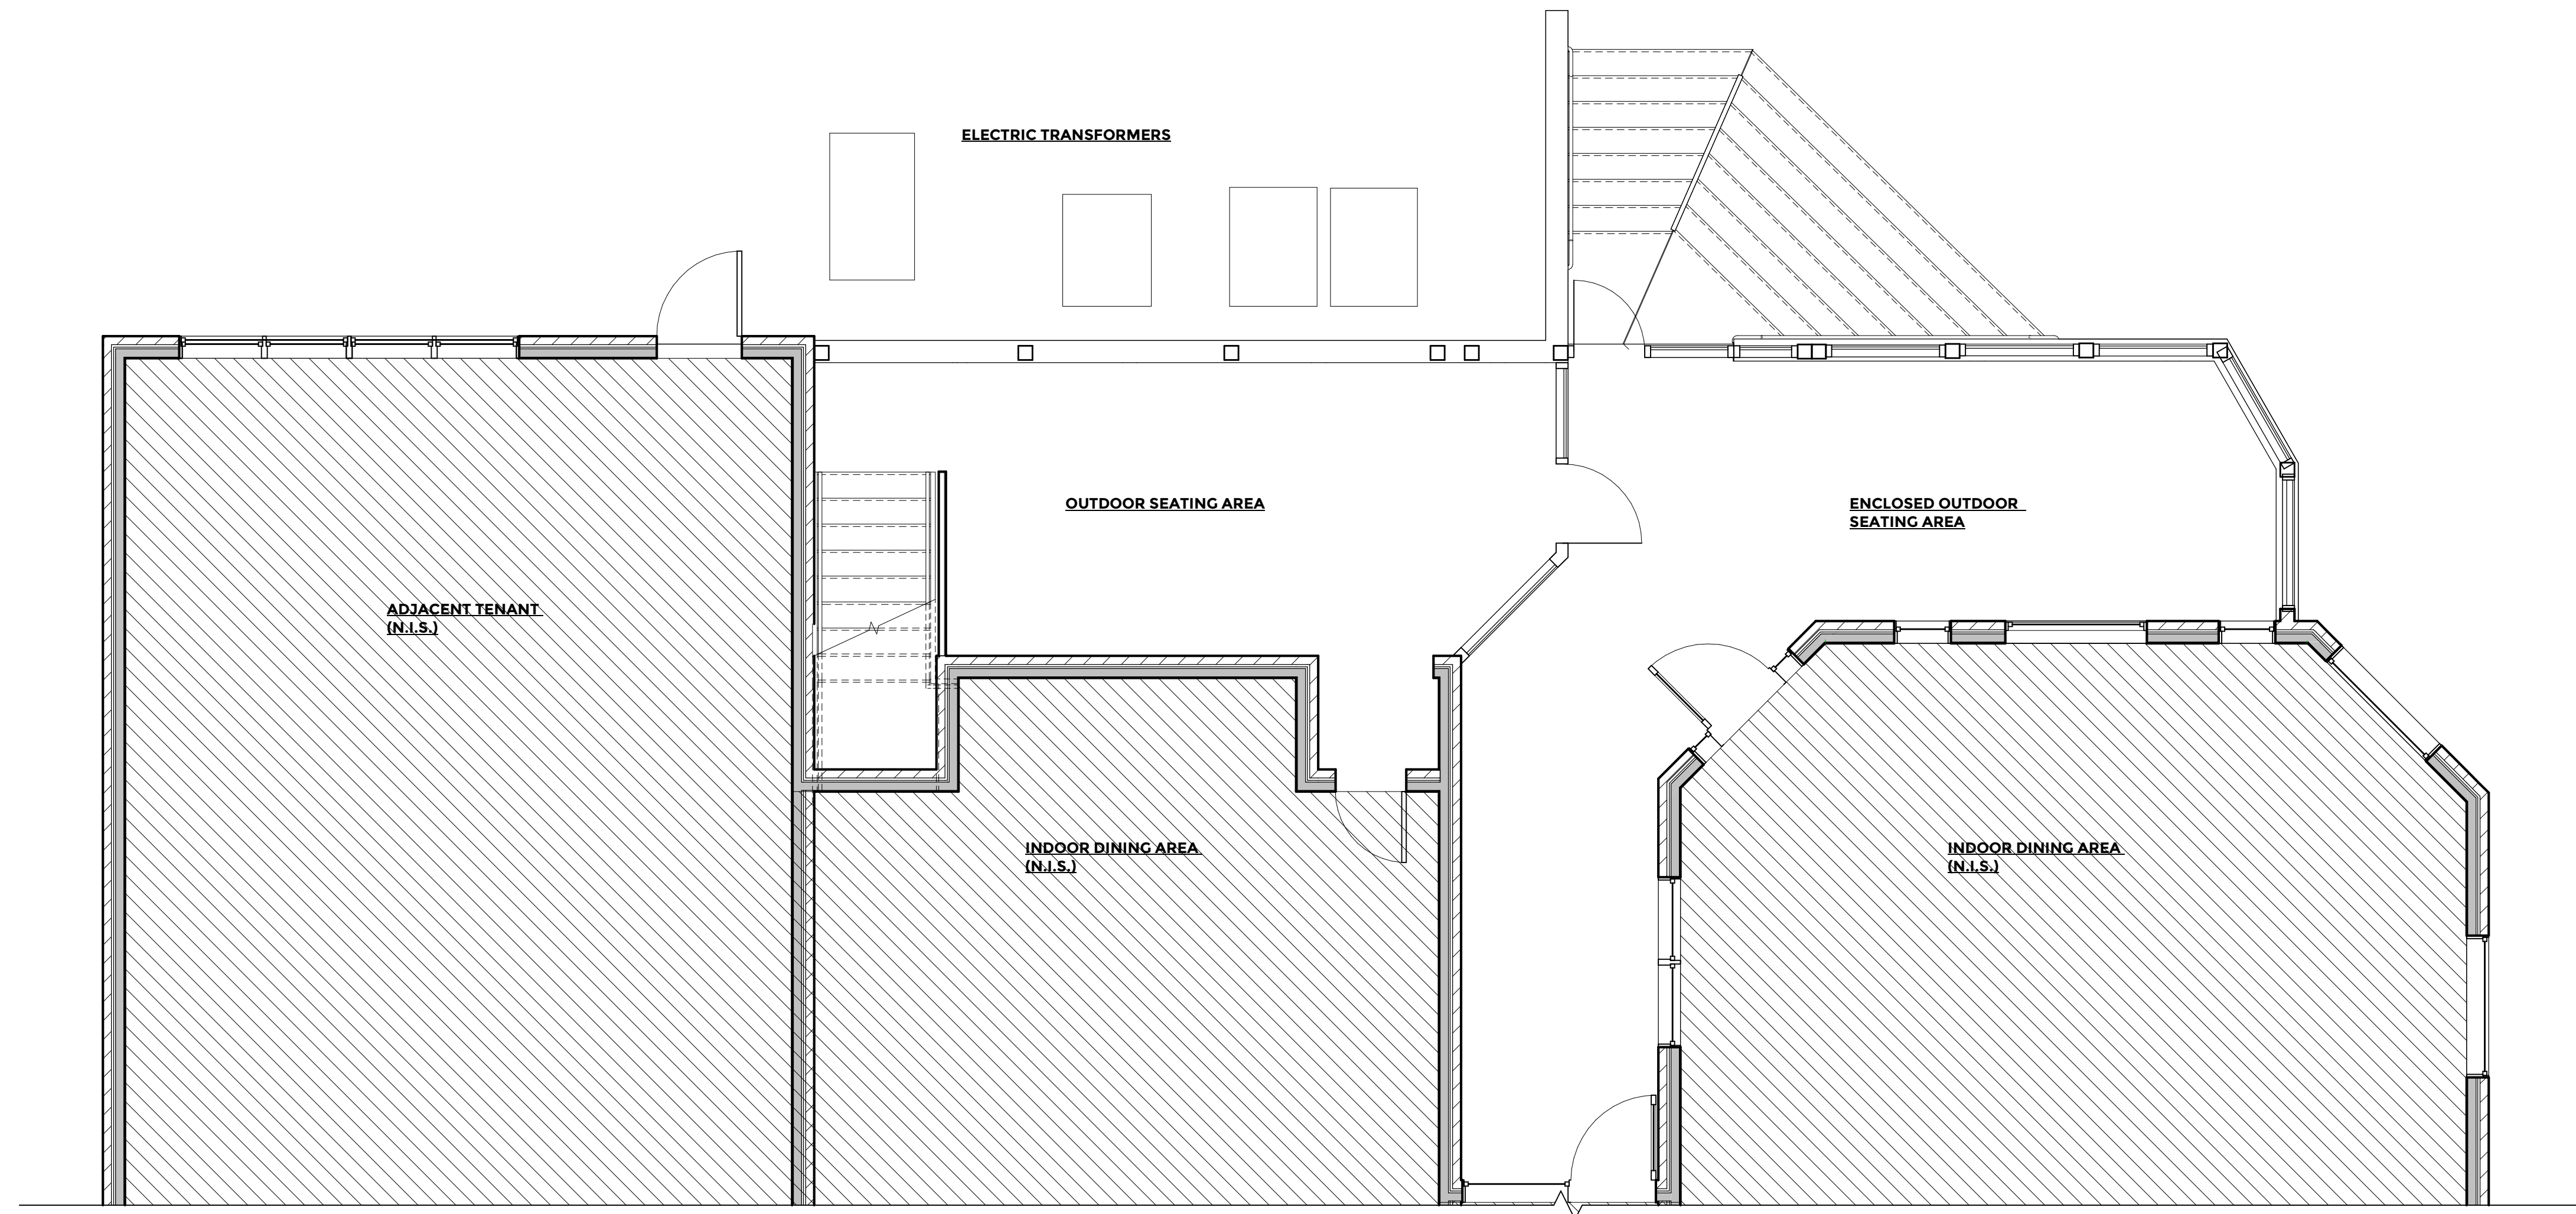 ELECTRIC TRANSFORMERS
OUTDOOR SEATING AREA
ENCLOSED OUTDOOR
SEATING AREA
ADJACENT TENANT
(N.I.S.)
INDOOR DINING AREA
(N.I.S.)
INDOOR DINING AREA
(N.I.S.)